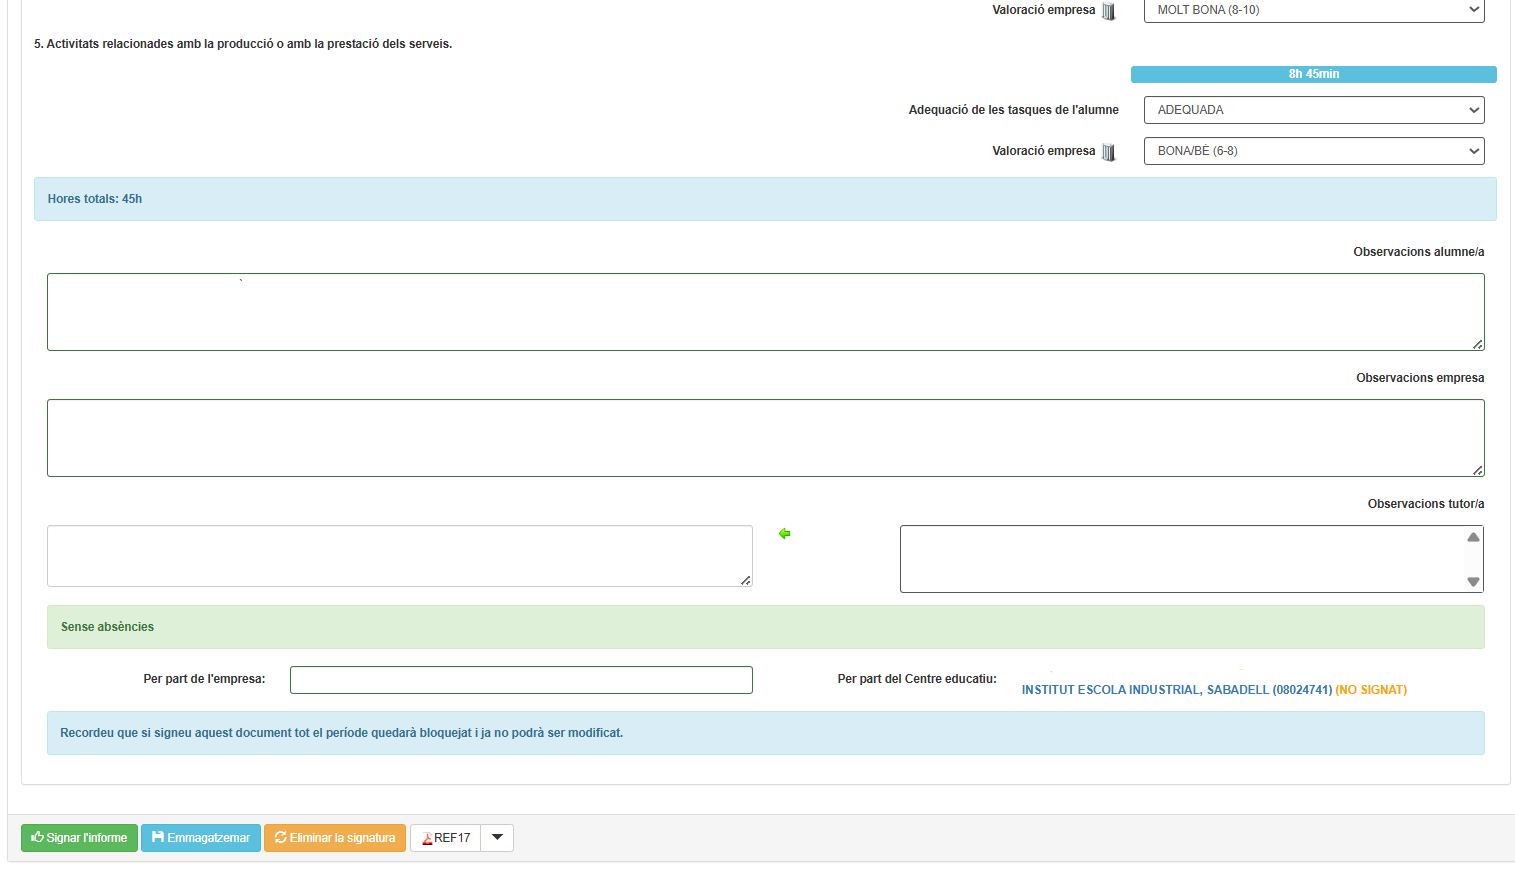 Valoració empresa
MOLT BONA (8-10)
5. Activitats relacionades amb la producció o amb la prestació dels serveis.
8h 45min
Adequació de les tasques de l'alumne
ADEQUADA
Valoració empresa
BONA/BÉ (6-8)
Hores totals: 45h
Observacions alumne/a
Observacions empresa
Observacions tutor/a
Sense absències
Per part de l'empresa:
Per part del Centre educatiu:
INSTITUT ESCOLA INDUSTRIAL, SABADELL (08024741) (NO SIGNAT)
Recordeu que si signeu aquest document tot el període quedarà bloquejat i ja no podrà ser modificat.
Signar l'informe
Emmagatzemar
Eliminar la signatura
REF17